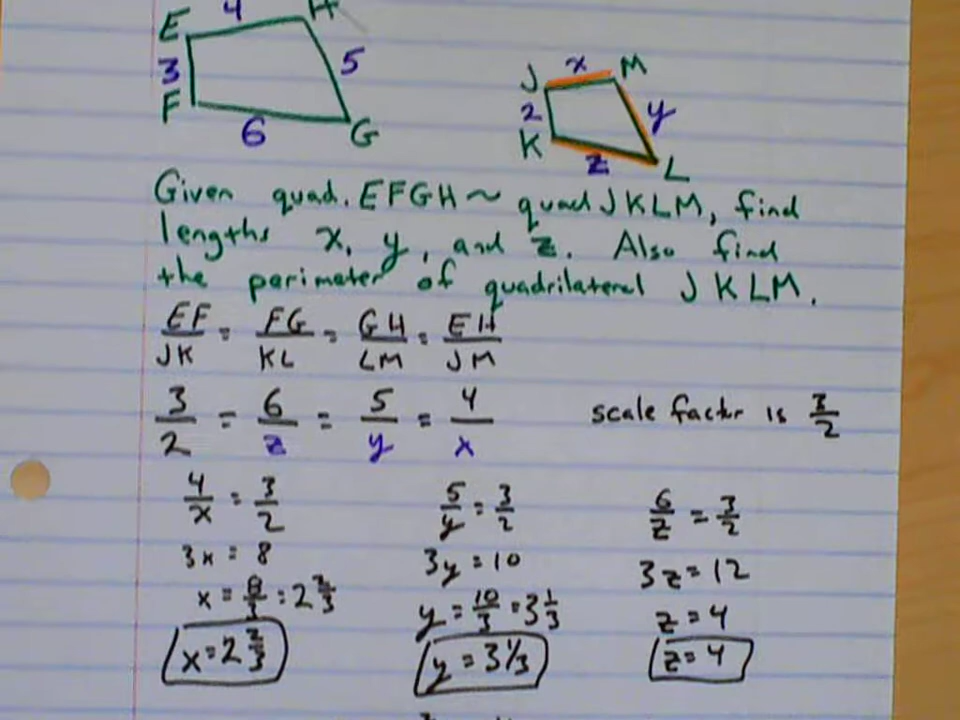 4
E H
3 5
F
6 G
x
J M
2 y
K
z L
Given quad. EFGH ~ quad JKLM, find
lengths x, y, and z. Also find
the perimeter of quadrilateral JKLM.
EF/JK = FG/KL = GH/LM = EH/JM
3/2 = 6/z = 5/y = 4/x
scale factor is 3/2
4/x = 3/2
3x = 8
x = 8/3 = 2 2/3
x = 2 2/3
5/y = 3/2
3y = 10
y = 10/3 = 3 1/3
y = 3 1/3
6/z = 3/2
3z = 12
z = 4
z = 4